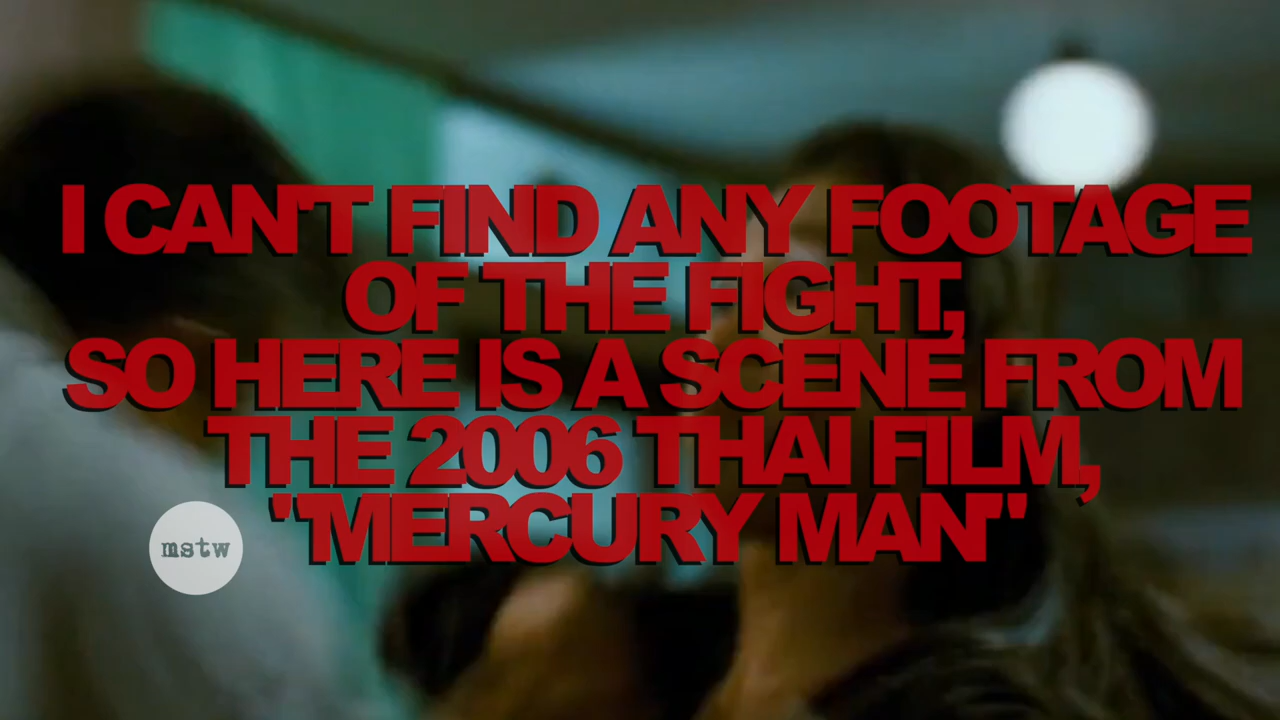 I CAN'T FIND ANY FOOTAGE
OF THE FIGHT,
SO HERE IS A SCENE FROM
THE 2006 THAI FILM,
"MERCURY MAN"
mstw